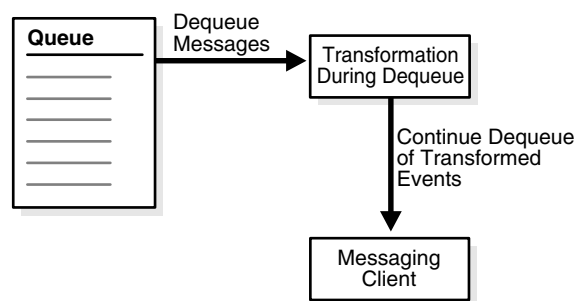 Queue
Dequeue
Messages
Transformation
During Dequeue
Continue Dequeue
of Transformed
Events
Messaging
Client